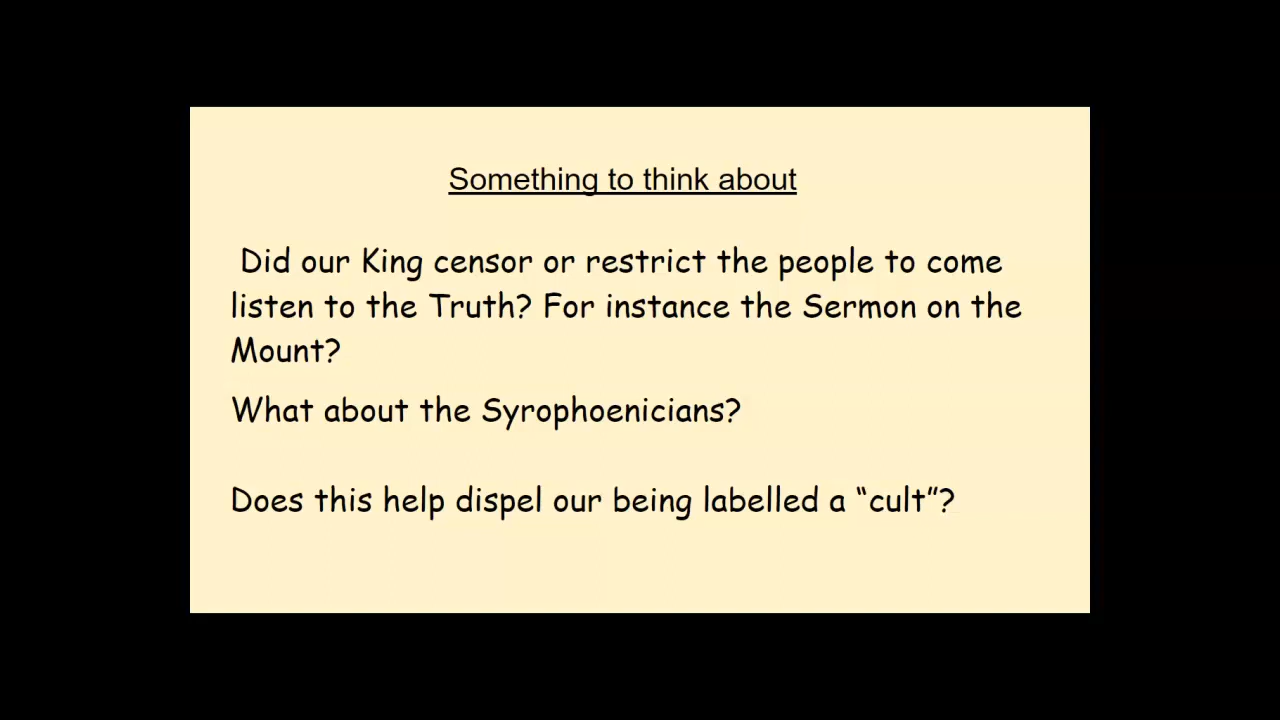 Something to think about
Did our King censor or restrict the people to come
listen to the Truth? For instance the Sermon on the
Mount?
What about the Syrophoenicians?
Does this help dispel our being labelled a “cult”?